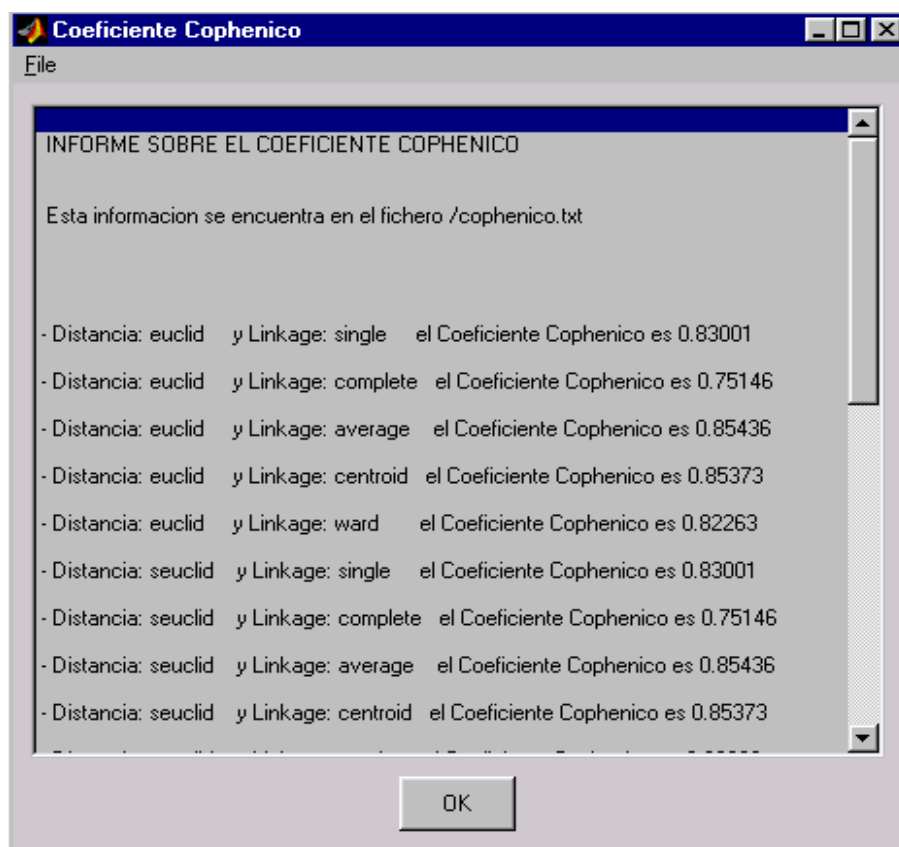 Coeficiente Cophenico
File
INFORME SOBRE EL COEFICIENTE COPHENICO
Esta informacion se encuentra en el fichero /cophenico.txt
- Distancia: euclid y Linkage: single el Coeficiente Cophenico es 0.83001
- Distancia: euclid y Linkage: complete el Coeficiente Cophenico es 0.75146
- Distancia: euclid y Linkage: average el Coeficiente Cophenico es 0.85436
- Distancia: euclid y Linkage: centroid el Coeficiente Cophenico es 0.85373
- Distancia: euclid y Linkage: ward el Coeficiente Cophenico es 0.82263
- Distancia: seuclid y Linkage: single el Coeficiente Cophenico es 0.83001
- Distancia: seuclid y Linkage: complete el Coeficiente Cophenico es 0.75146
- Distancia: seuclid y Linkage: average el Coeficiente Cophenico es 0.85436
- Distancia: seuclid y Linkage: centroid el Coeficiente Cophenico es 0.85373
OK